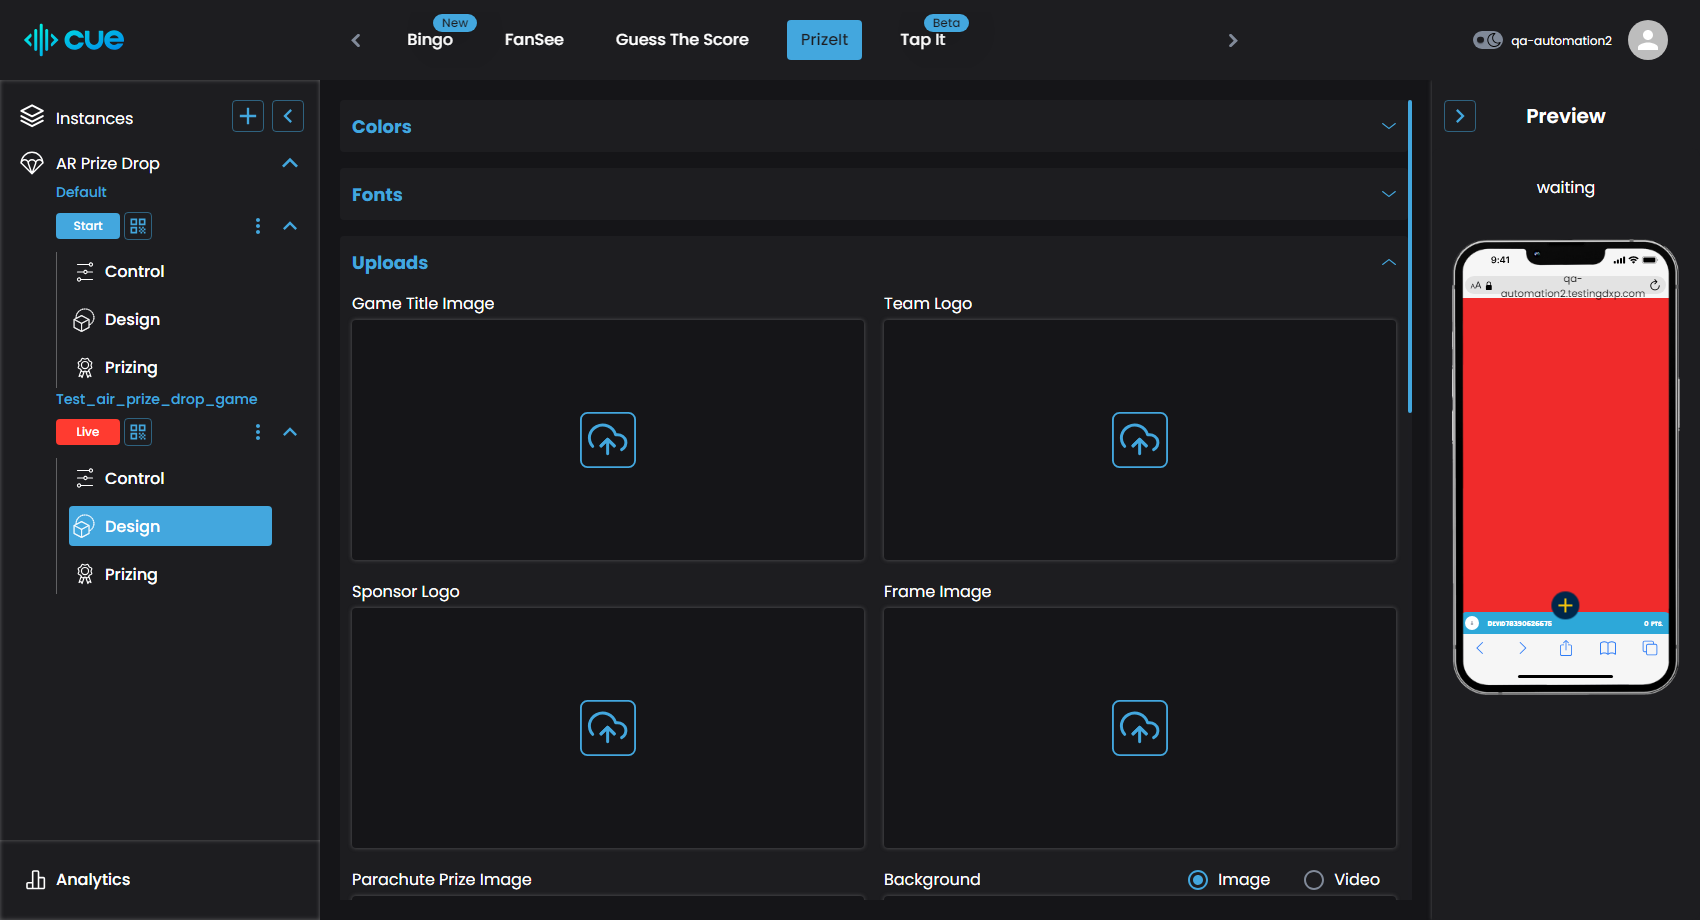 cue
Bingo
New
FanSee
Guess The Score
PrizeIt
Tap It
Beta
qa-automation2
Instances
AR Prize Drop
Default
Start
Control
Design
Prizing
Test_air_prize_drop_game
Live
Control
Design
Prizing
Analytics
Colors
Fonts
Uploads
Game Title Image
Team Logo
Sponsor Logo
Frame Image
Parachute Prize Image
Background
Image
Video
Preview
waiting
9:41
AA
qa-
automation2.testingdxp.com
DEVID78390626575
0 PTS.